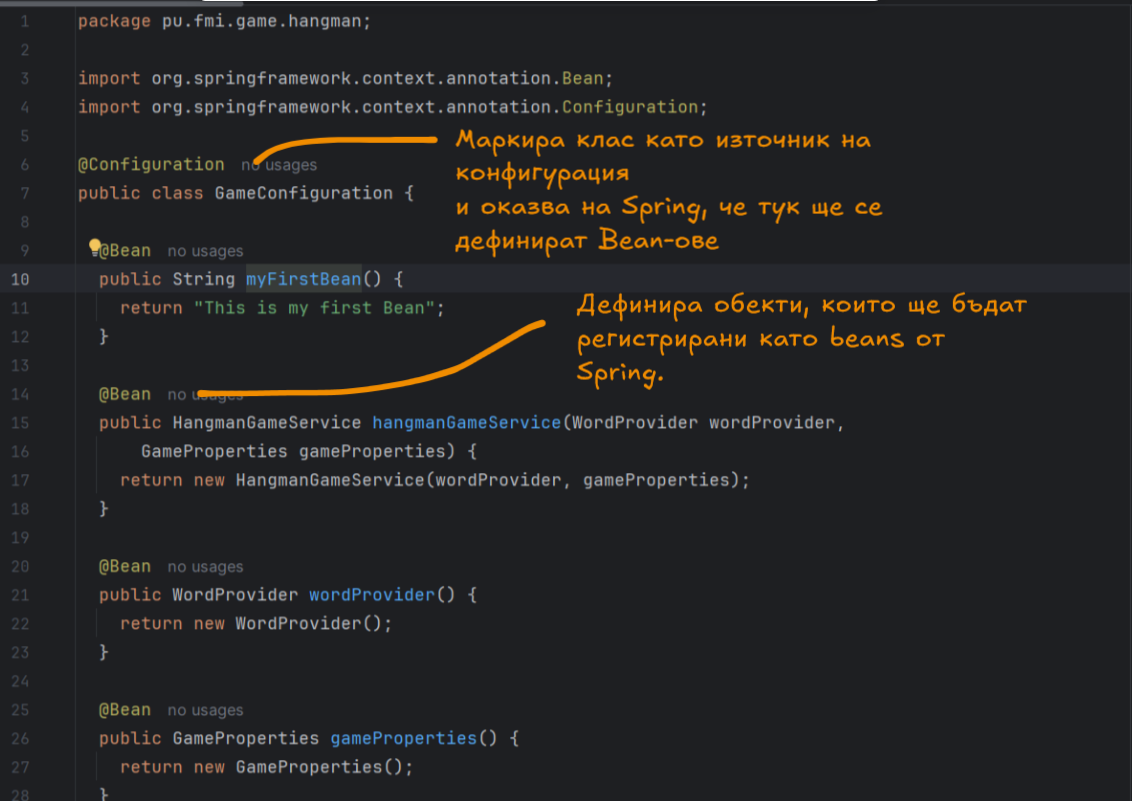 1 package pu.fmi.game.hangman;
2
3 import org.springframework.context.annotation.Bean;
4 import org.springframework.context.annotation.Configuration;
5
6 @Configuration no usages
7 public class GameConfiguration {
8
Маркира клас като източник на
конфигурация
и оказва на Spring, че тук ще се
дефинират Bean-ове
9 @Bean no usages
10 public String myFirstBean() {
11 return "This is my first Bean";
12 }
13
Дефинира обекти, които ще бъдат
регистрирани като beans от
Spring.
14 @Bean no usages
15 public HangmanGameService hangmanGameService(WordProvider wordProvider,
16 GameProperties gameProperties) {
17 return new HangmanGameService(wordProvider, gameProperties);
18 }
19
20 @Bean no usages
21 public WordProvider wordProvider() {
22 return new WordProvider();
23 }
24
25 @Bean no usages
26 public GameProperties gameProperties() {
27 return new GameProperties();
28 }